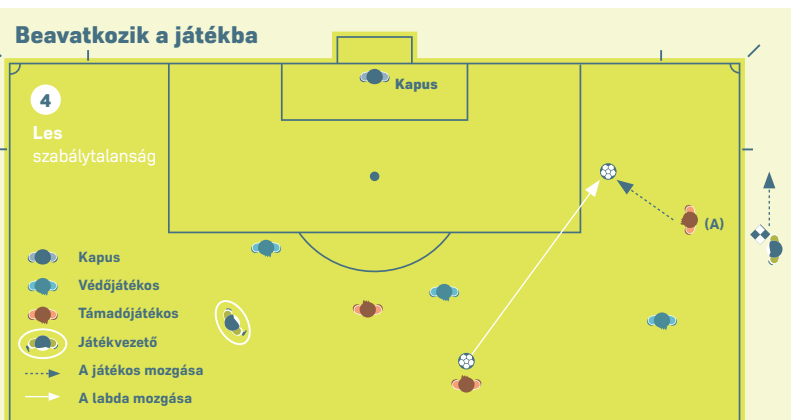 Beavatkozik a játékba
Kapus
4
Les
szabálytalanság
(A)
Kapus
Védőjátékos
Támadójátékos
Játékvezető
A játékos mozgása
A labda mozgása